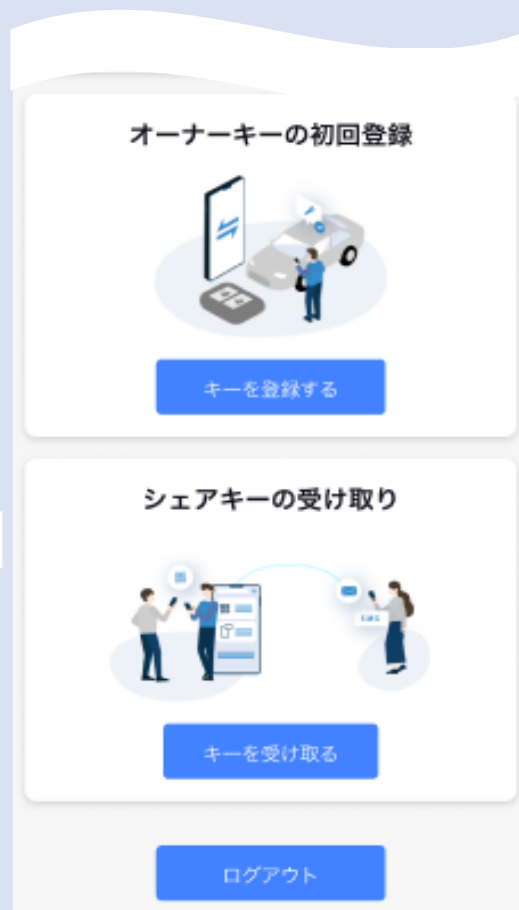 オーナーキーの初回登録
キーを登録する
シェアキーの受け取り
キーを受け取る
ログアウト